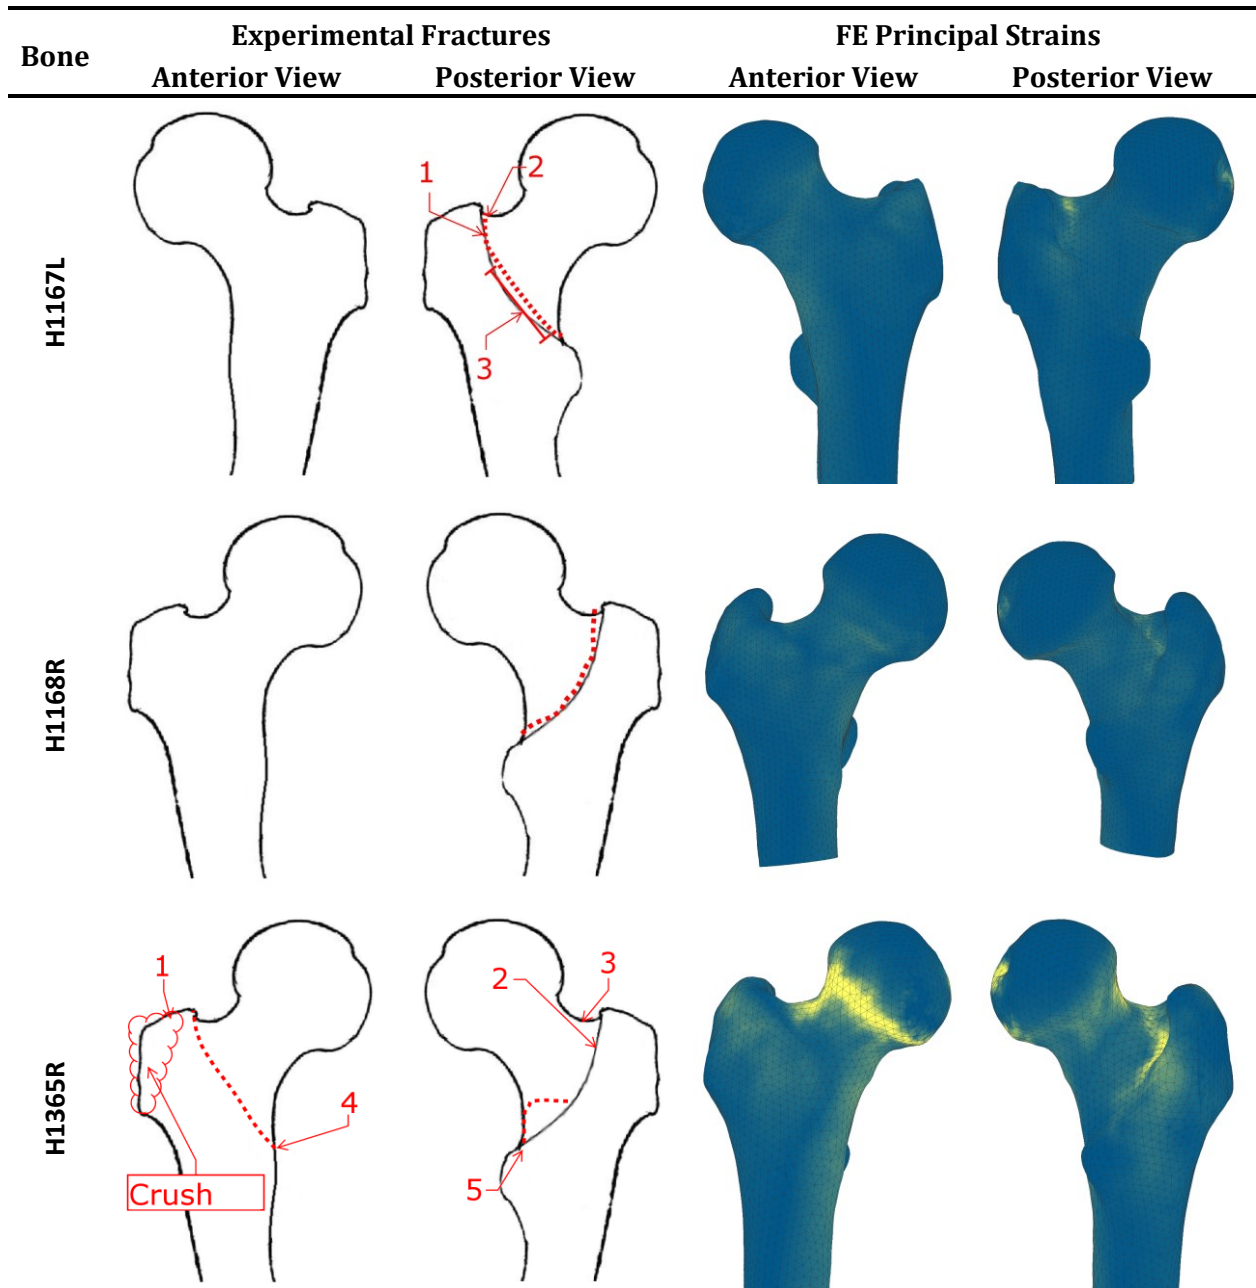 Bone
Experimental Fractures
FE Principal Strains
Anterior View
Posterior View
Anterior View
Posterior View
H1167L
1
2
3
H1168R
H1365R
1
Crush
4
2
3
5